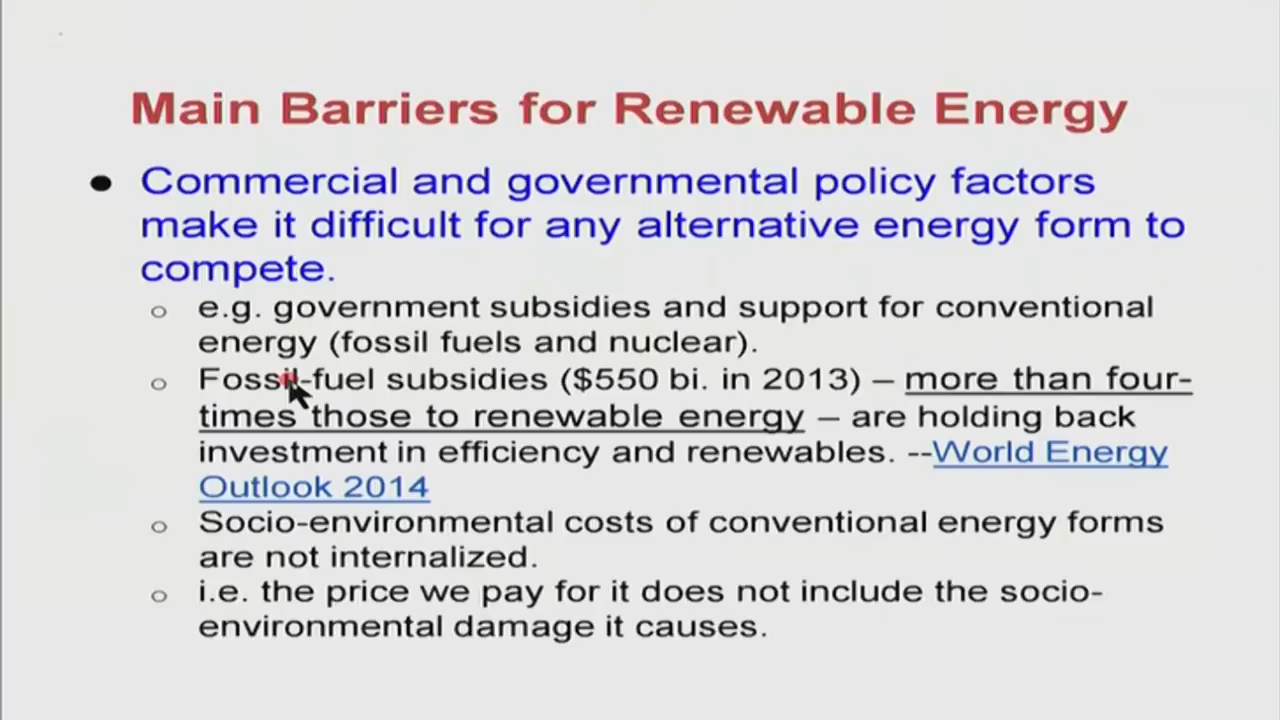 Main Barriers for Renewable Energy
● Commercial and governmental policy factors
make it difficult for any alternative energy form to
compete.
o e.g. government subsidies and support for conventional
energy (fossil fuels and nuclear).
o Fossil-fuel subsidies ($550 bi. in 2013) – more than four-
times those to renewable energy – are holding back
investment in efficiency and renewables. --World Energy
Outlook 2014
o Socio-environmental costs of conventional energy forms
are not internalized.
o i.e. the price we pay for it does not include the socio-
environmental damage it causes.